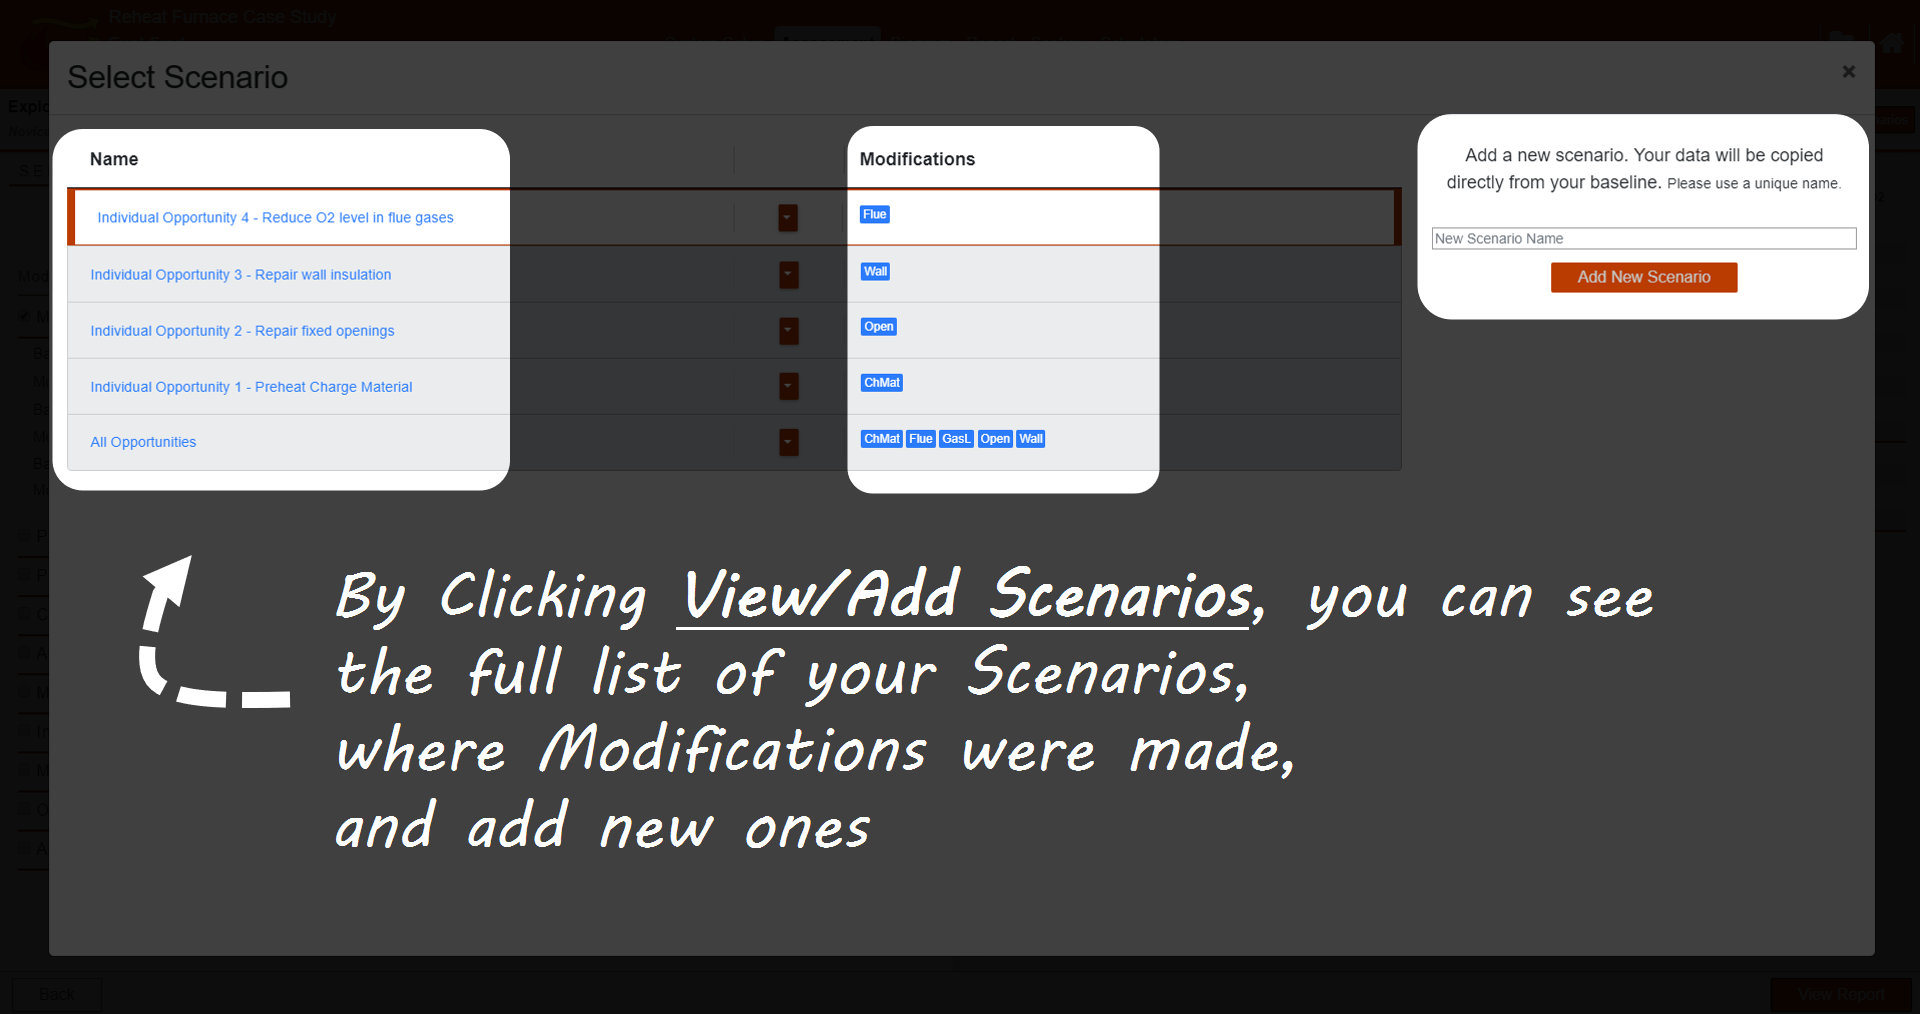 Reheat Furnace Case Study
Select Scenario
×
Name
Modifications
Individual Opportunity 4 - Reduce O2 level in flue gases
Flue
Individual Opportunity 3 - Repair wall insulation
Wall
Individual Opportunity 2 - Repair fixed openings
Open
Individual Opportunity 1 - Preheat Charge Material
ChMat
All Opportunities
ChMat Flue GasL Open Wall
Add a new scenario. Your data will be copied
directly from your baseline. Please use a unique name.
New Scenario Name
Add New Scenario
By Clicking View/Add Scenarios, you can see
the full list of your Scenarios,
where Modifications were made,
and add new ones
Back
View Report